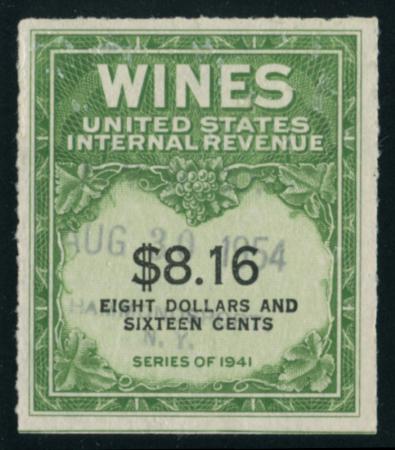 WINES
UNITED STATES
INTERNAL REVENUE
AUG 30 1954
$8.16
EIGHT DOLLARS AND
SIXTEEN CENTS
N. Y.
SERIES OF 1941